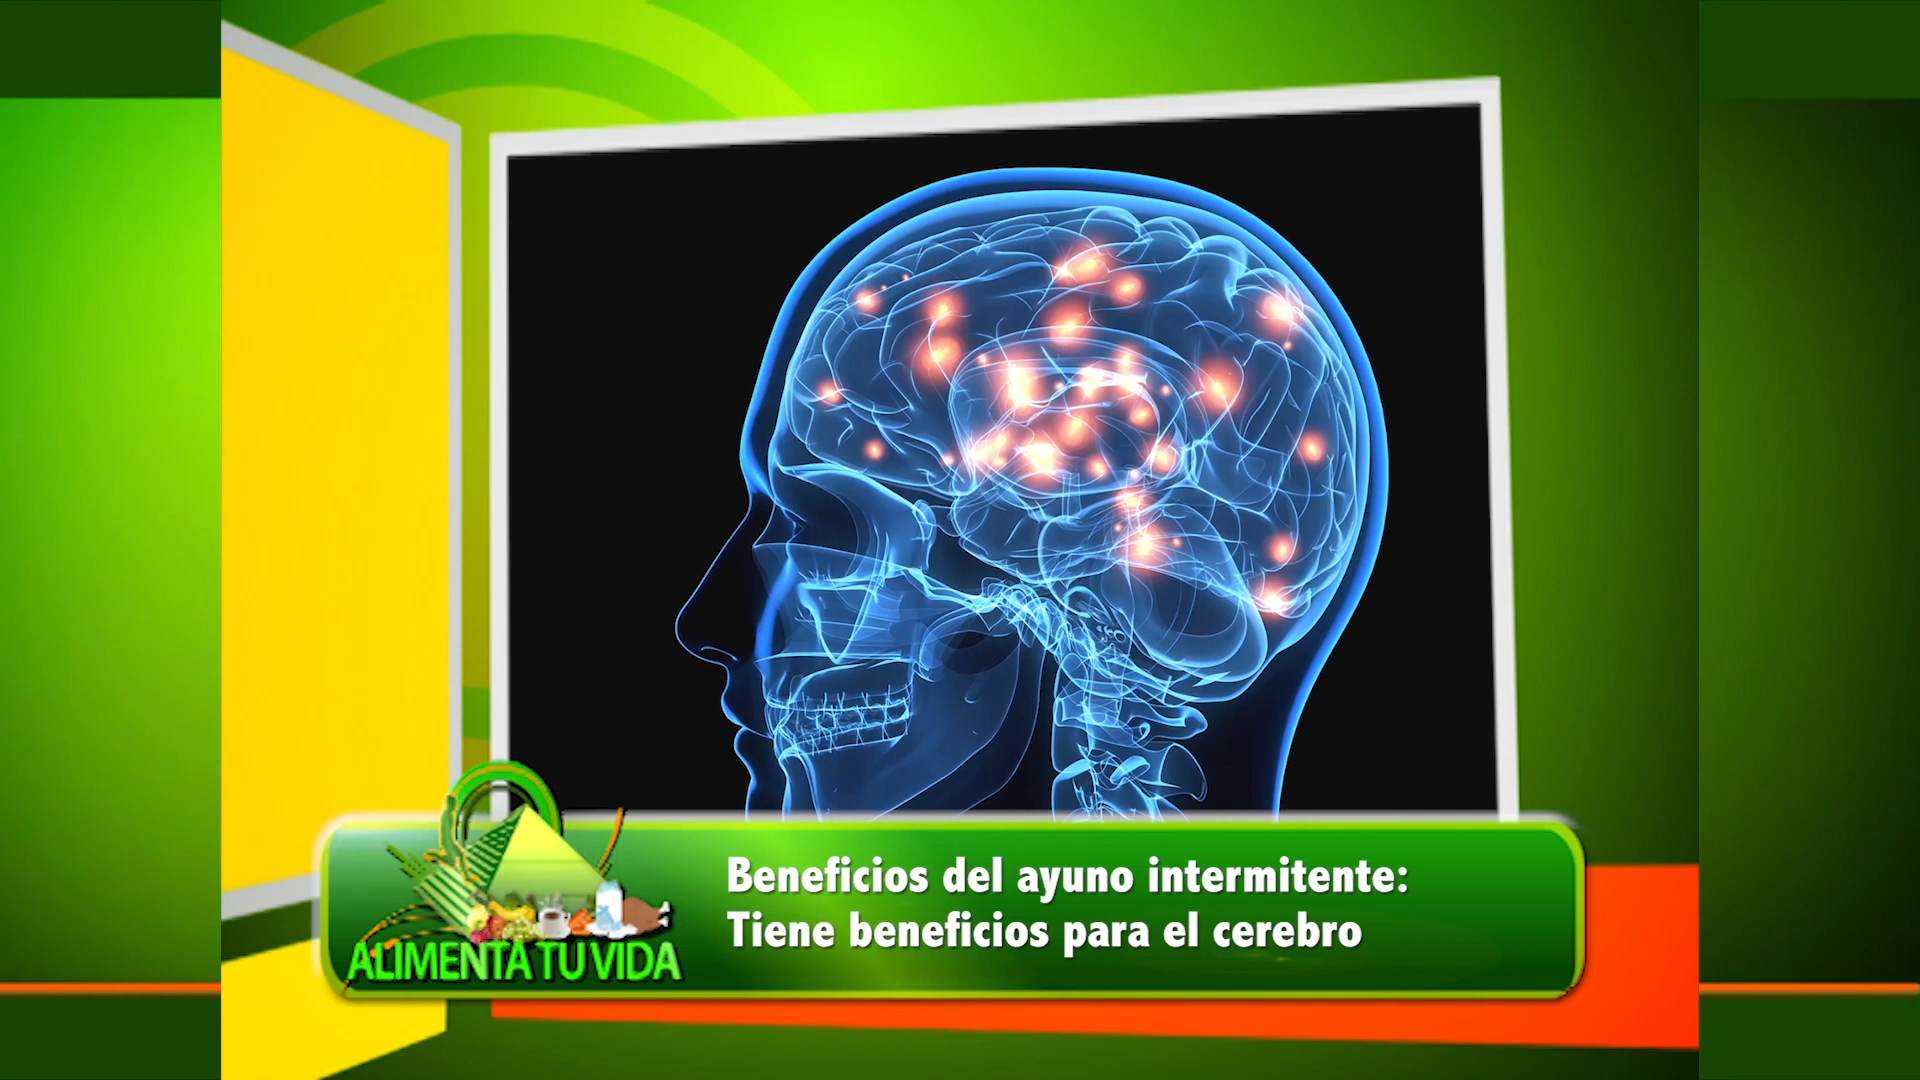 Beneficios del ayuno intermitente:
Tiene beneficios para el cerebro
ALIMENTA TU VIDA